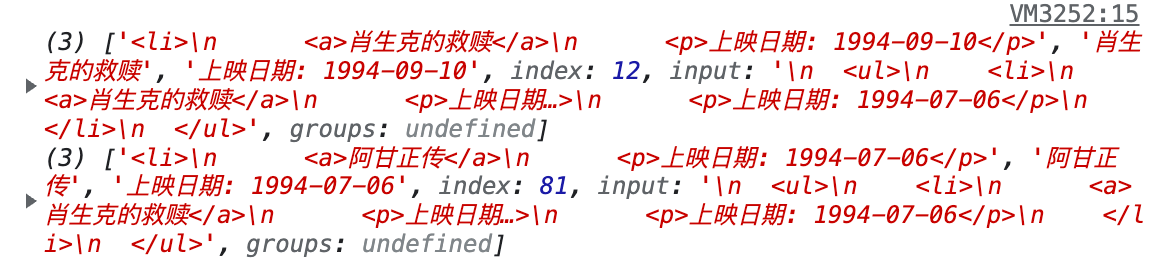 VM3252:15
(3) ['<li>\n      <a>肖生克的救赎</a>\n      <p>上映日期: 1994-09-10</p>', '肖生
克的救赎', '上映日期: 1994-09-10', index: 12, input: '\n  <ul>\n    <li>\n
<a>肖生克的救赎</a>\n      <p>上映日期…>\n      <p>上映日期: 1994-07-06</p>\n
</li>\n  </ul>', groups: undefined]
(3) ['<li>\n      <a>阿甘正传</a>\n      <p>上映日期: 1994-07-06</p>', '阿甘正
传', '上映日期: 1994-07-06', index: 81, input: '\n  <ul>\n    <li>\n      <a>
肖生克的救赎</a>\n      <p>上映日期…>\n      <p>上映日期: 1994-07-06</p>\n    </l
i>\n  </ul>', groups: undefined]